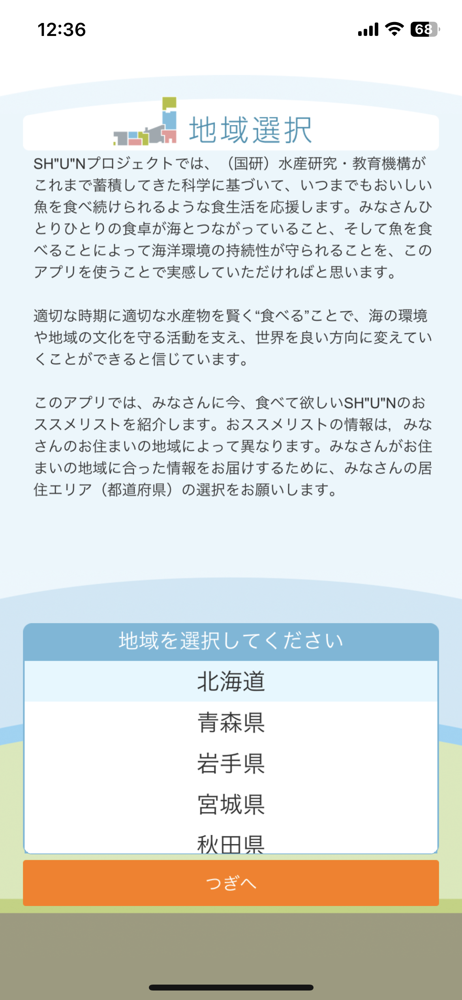 12:36
68
地域選択
SH"U"Nプロジェクトでは、（国研）水産研究・教育機構が
これまで蓄積してきた科学に基づいて、いつまでもおいしい
魚を食べ続けられるような食生活を応援します。みなさんひ
とりひとりの食卓が海とつながっていること、そして魚を食
べることによって海洋環境の持続性が守られることを、この
アプリを使うことで実感していただければと思います。
適切な時期に適切な水産物を賢く“食べる”ことで、海の環境
や地域の文化を守る活動を支え、世界を良い方向に変えてい
くことができると信じています。
このアプリでは、みなさんに今、食べて欲しいSH"U"Nのお
ススメリストを紹介します。おススメリストの情報は，みな
さんのお住まいの地域によって異なります。みなさんがお住
まいの地域に合った情報をお届けするために、みなさんの居
住エリア（都道府県）の選択をお願いします。
地域を選択してください
北海道
青森県
岩手県
宮城県
秋田県
つぎへ